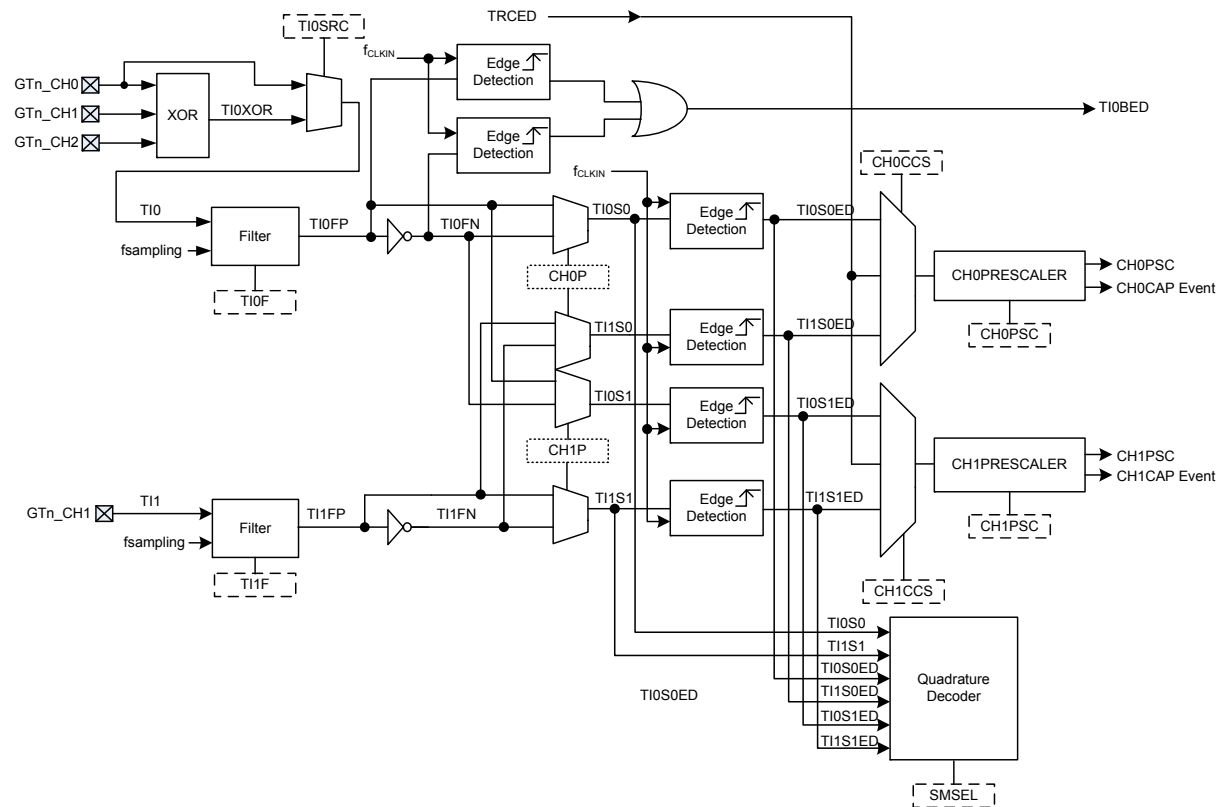 TRCED
TI0SRC
fCLKIN
Edge
Detection
GTn_CH0
GTn_CH1
GTn_CH2
XOR
TI0XOR
TI0BED
Edge
Detection
fCLKIN
CH0CCS
TI0
Filter
fsampling
TI0FP
TI0FN
TI0S0
Edge
Detection
TI0S0ED
CH0P
CH0PRESCALER
CH0PSC
CH0CAP Event
TI0F
CH0PSC
TI1S0
Edge
Detection
TI1S0ED
TI0S1
Edge
Detection
TI0S1ED
CH1P
CH1PRESCALER
CH1PSC
CH1CAP Event
GTn_CH1
TI1
Filter
fsampling
TI1FP
TI1FN
TI1S1
Edge
Detection
TI1S1ED
CH1PSC
TI1F
CH1CCS
TI0S0
TI1S1
TI0S0ED
TI0S0ED
TI1S0ED
TI0S1ED
TI1S1ED
Quadrature
Decoder
SMSEL